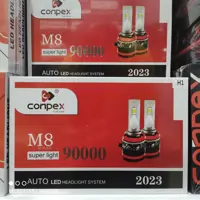 conpex
M8
super light 90000
AUTO LED HEADLIGHT SYSTEM 2023
conpex
H1
M8
super light 90000
AUTO LED HEADLIGHT SYSTEM 2023